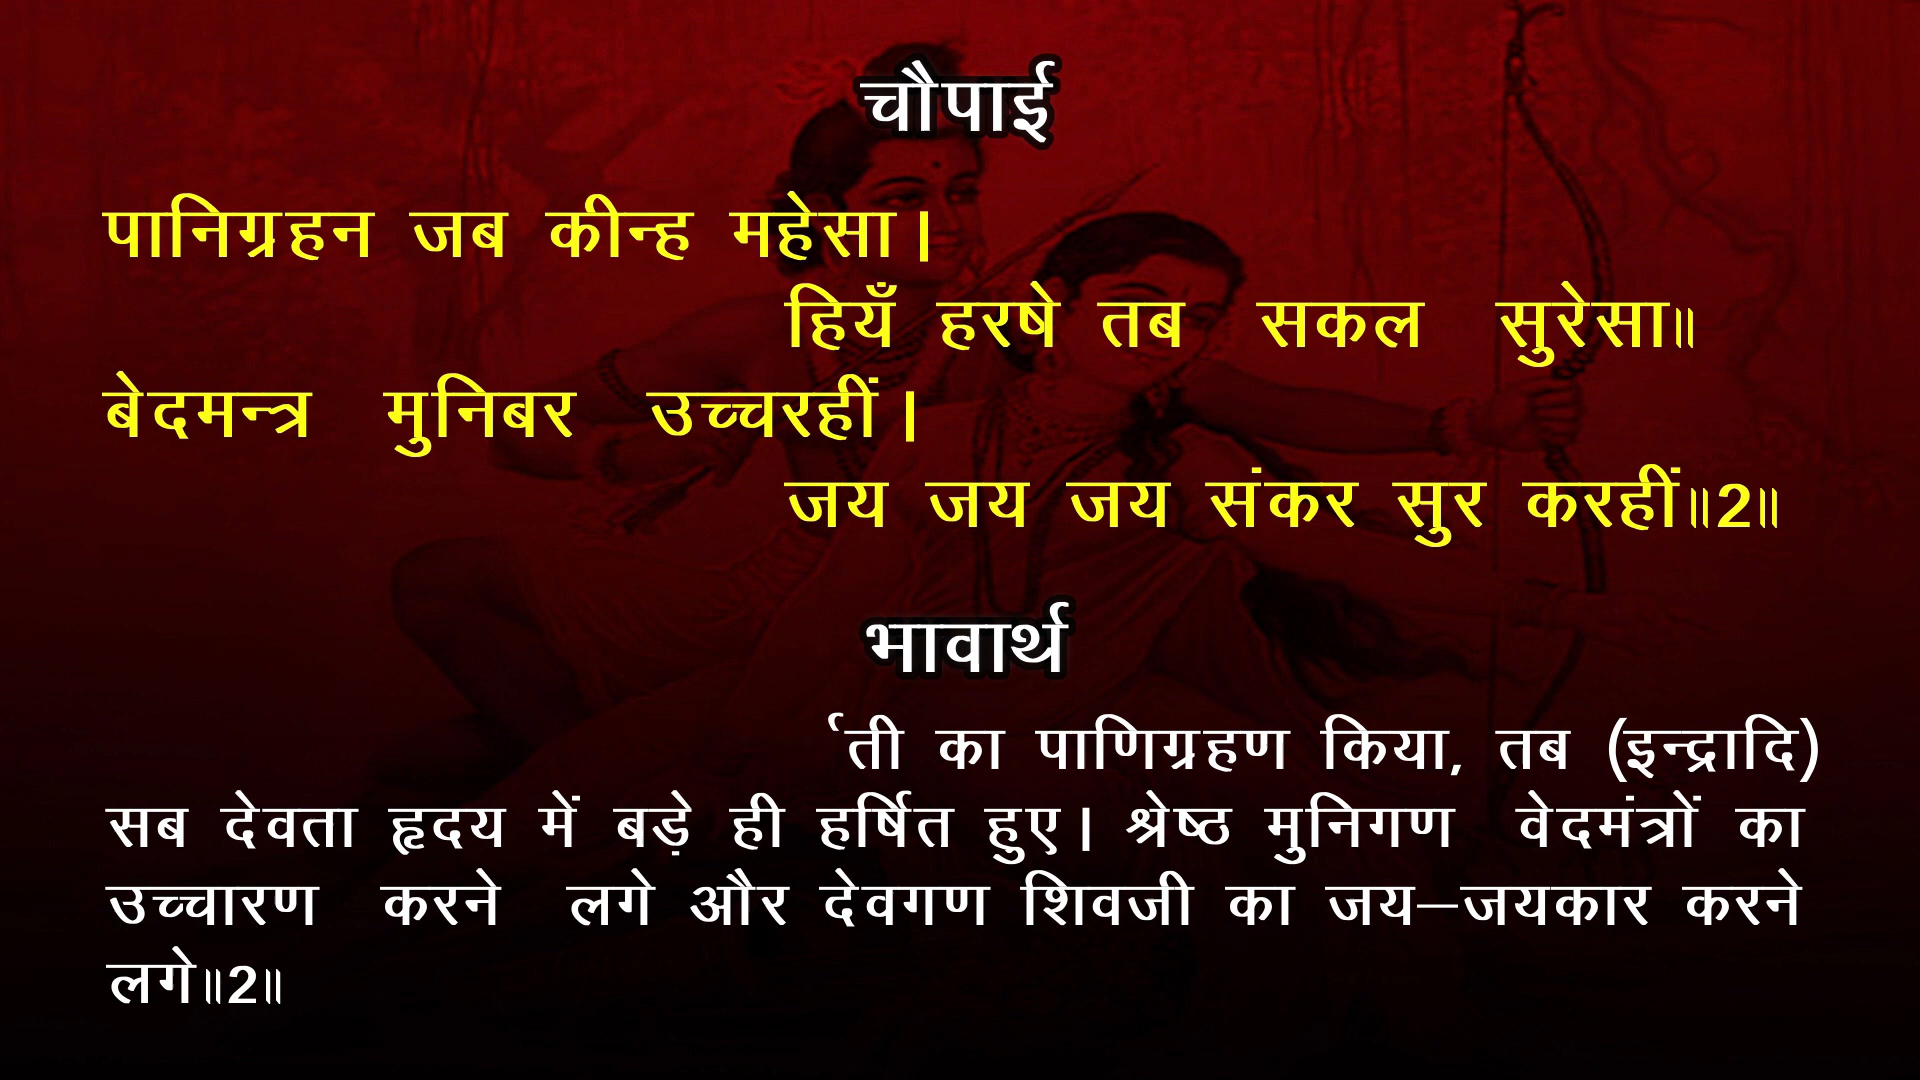 चौपाई
पानिग्रहन जब कीन्ह महेसा।
हियँ हरषे तब सकल सुरेसा॥
बेदमन्त्र मुनिबर उच्चरहीं।
जय जय जय संकर सुर करहीं॥2॥
भावार्थ
का पाणिग्रहण किया, तब (इन्द्रादि)
सब देवता हृदय में बड़े ही हर्षित हुए। श्रेष्ठ मुनिगण वेदमंत्रों का
उच्चारण करने लगे और देवगण शिवजी का जय–जयकार करने
लगे॥2॥